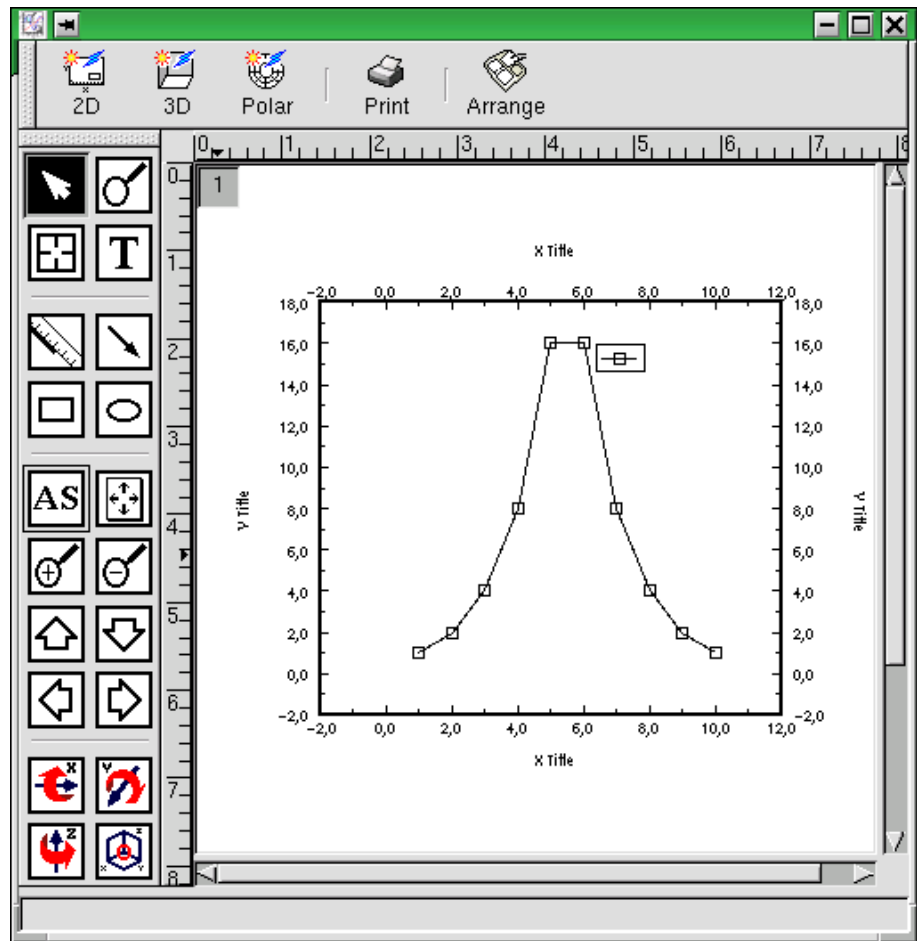 2D 3D Polar Print Arrange
0 1 2 3 4 5 6 7 8
0
1
2
3
4
5
6
7
8
1
T
AS
X Y
Z X Y Z
X Title
-2,0 0,0 2,0 4,0 6,0 8,0 10,0 12,0
18,0 18,0
16,0 16,0
14,0 14,0
12,0 12,0
10,0 10,0
8,0 8,0
6,0 6,0
4,0 4,0
2,0 2,0
0,0 0,0
-2,0 -2,0
Y Title
Y Title
-2,0 0,0 2,0 4,0 6,0 8,0 10,0 12,0
X Title